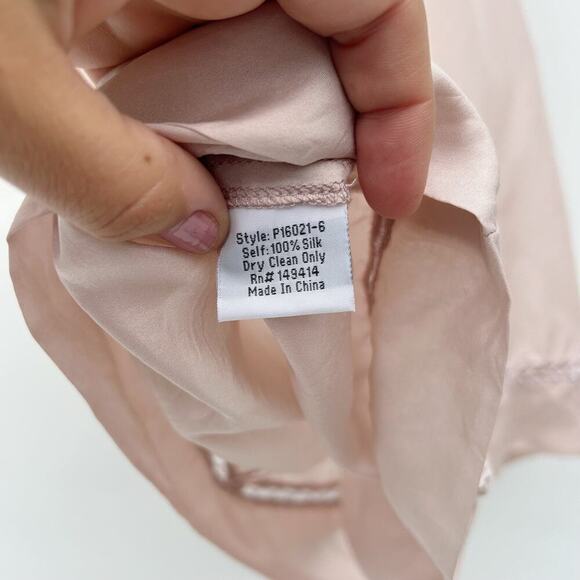 Style: P16021-6
Self: 100% Silk
Dry Clean Only
Rn# 149414
Made In China